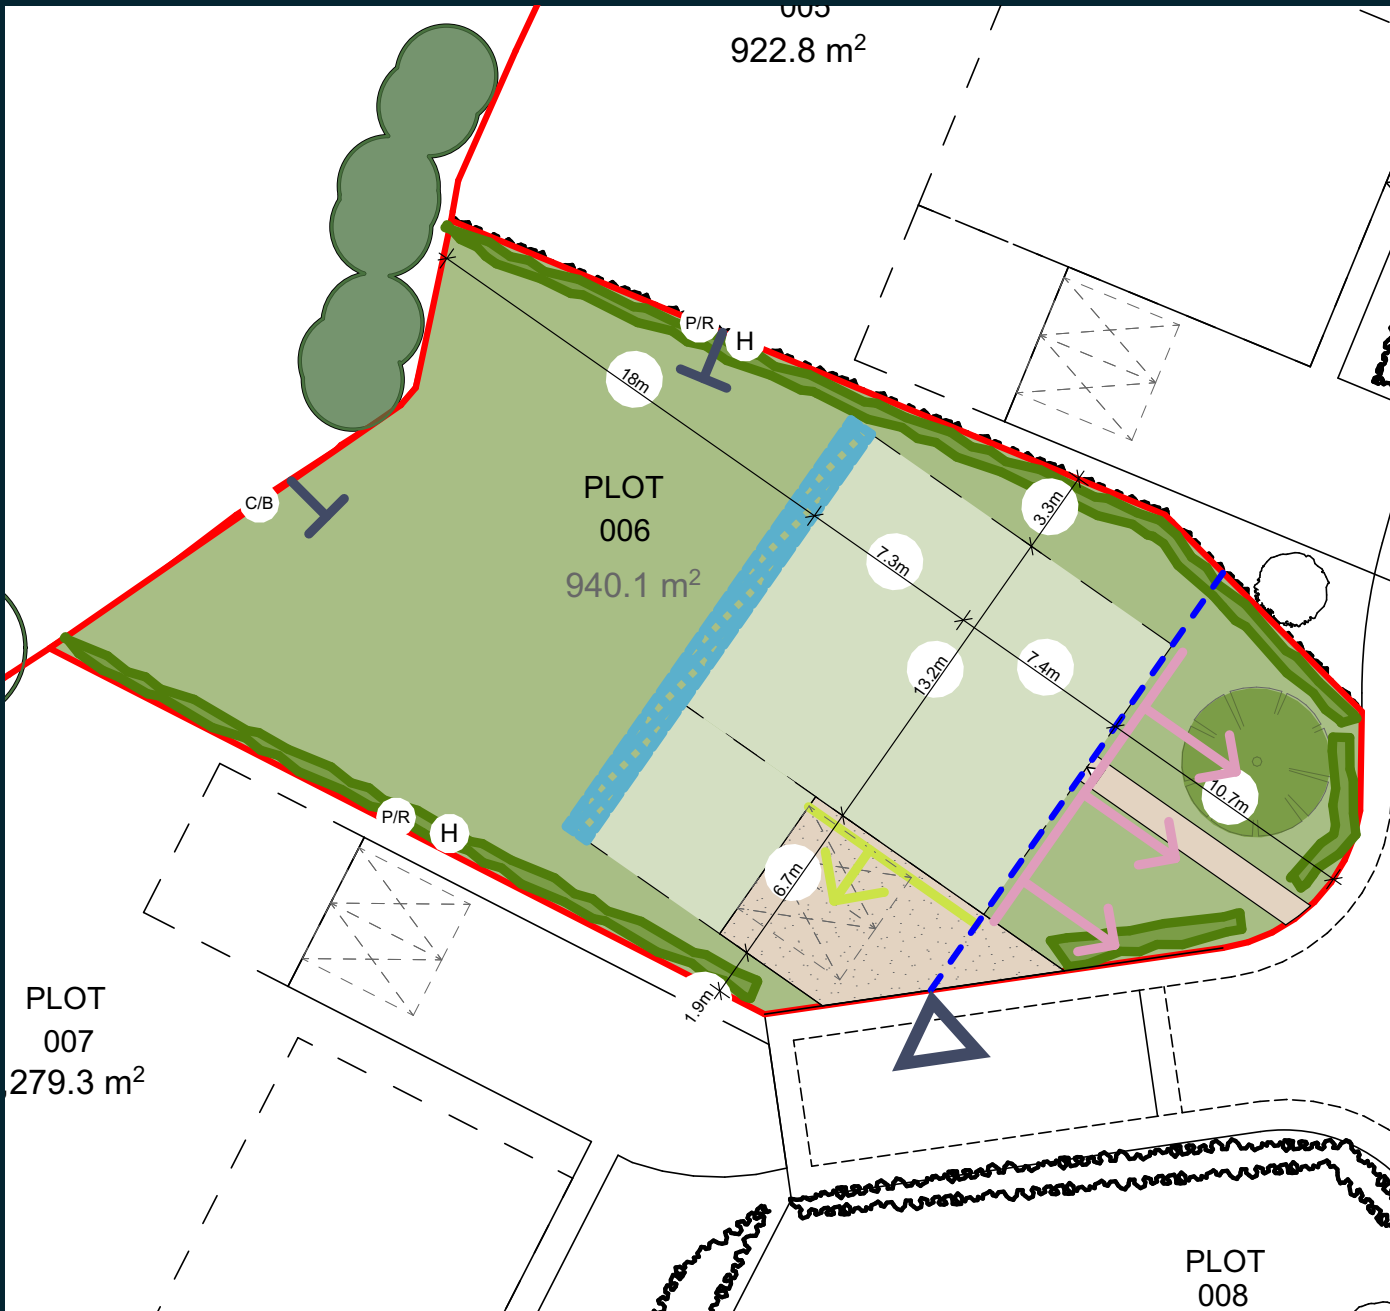 005
922.8 m²
P/R
H
18m
C/B
PLOT
006
940.1 m²
3.3m
7.3m
13.2m
7.4m
10.7m
P/R
H
6.7m
1.9m
PLOT
007
,279.3 m²
PLOT
008